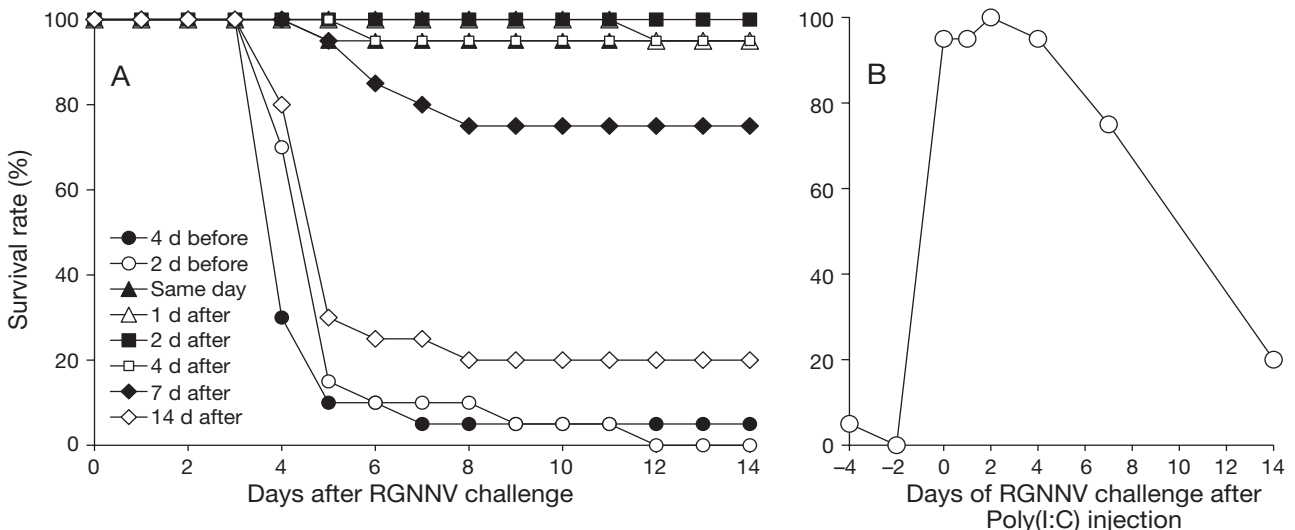 A
Survival rate (%)
100
80
60
40
20
0
4 d before
2 d before
Same day
1 d after
2 d after
4 d after
7 d after
14 d after
0 2 4 6 8 10 12 14
Days after RGNNV challenge
B
100
80
60
40
20
0
–4 –2 0 2 4 6 8 10 12 14
Days of RGNNV challenge after
Poly(I:C) injection